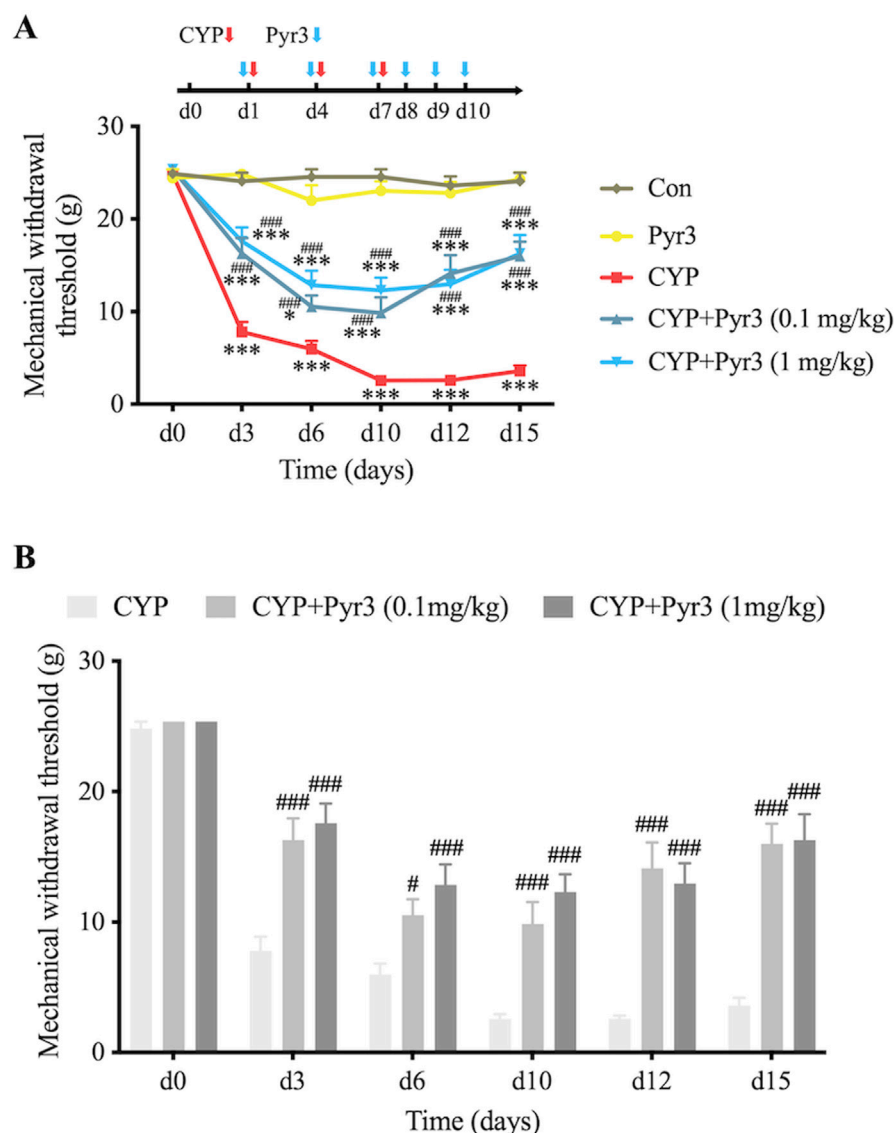 A
CYP Pyr3
d0 d1 d4 d7 d8 d9 d10
Mechanical withdrawal
threshold (g)
30
20
10
0
### ***
### ***
### ***
### ***
### ***
### ***
### *
### ***
### ***
### ***
*** *** *** *** ***
d0 d3 d6 d10 d12 d15
Time (days)
Con
Pyr3
CYP
CYP+Pyr3 (0.1 mg/kg)
CYP+Pyr3 (1 mg/kg)
B
CYP CYP+Pyr3 (0.1mg/kg) CYP+Pyr3 (1mg/kg)
Mechanical withdrawal threshold (g)
30
20
10
0
### ### # ### ### ### ### ### ### ###
d0 d3 d6 d10 d12 d15
Time (days)